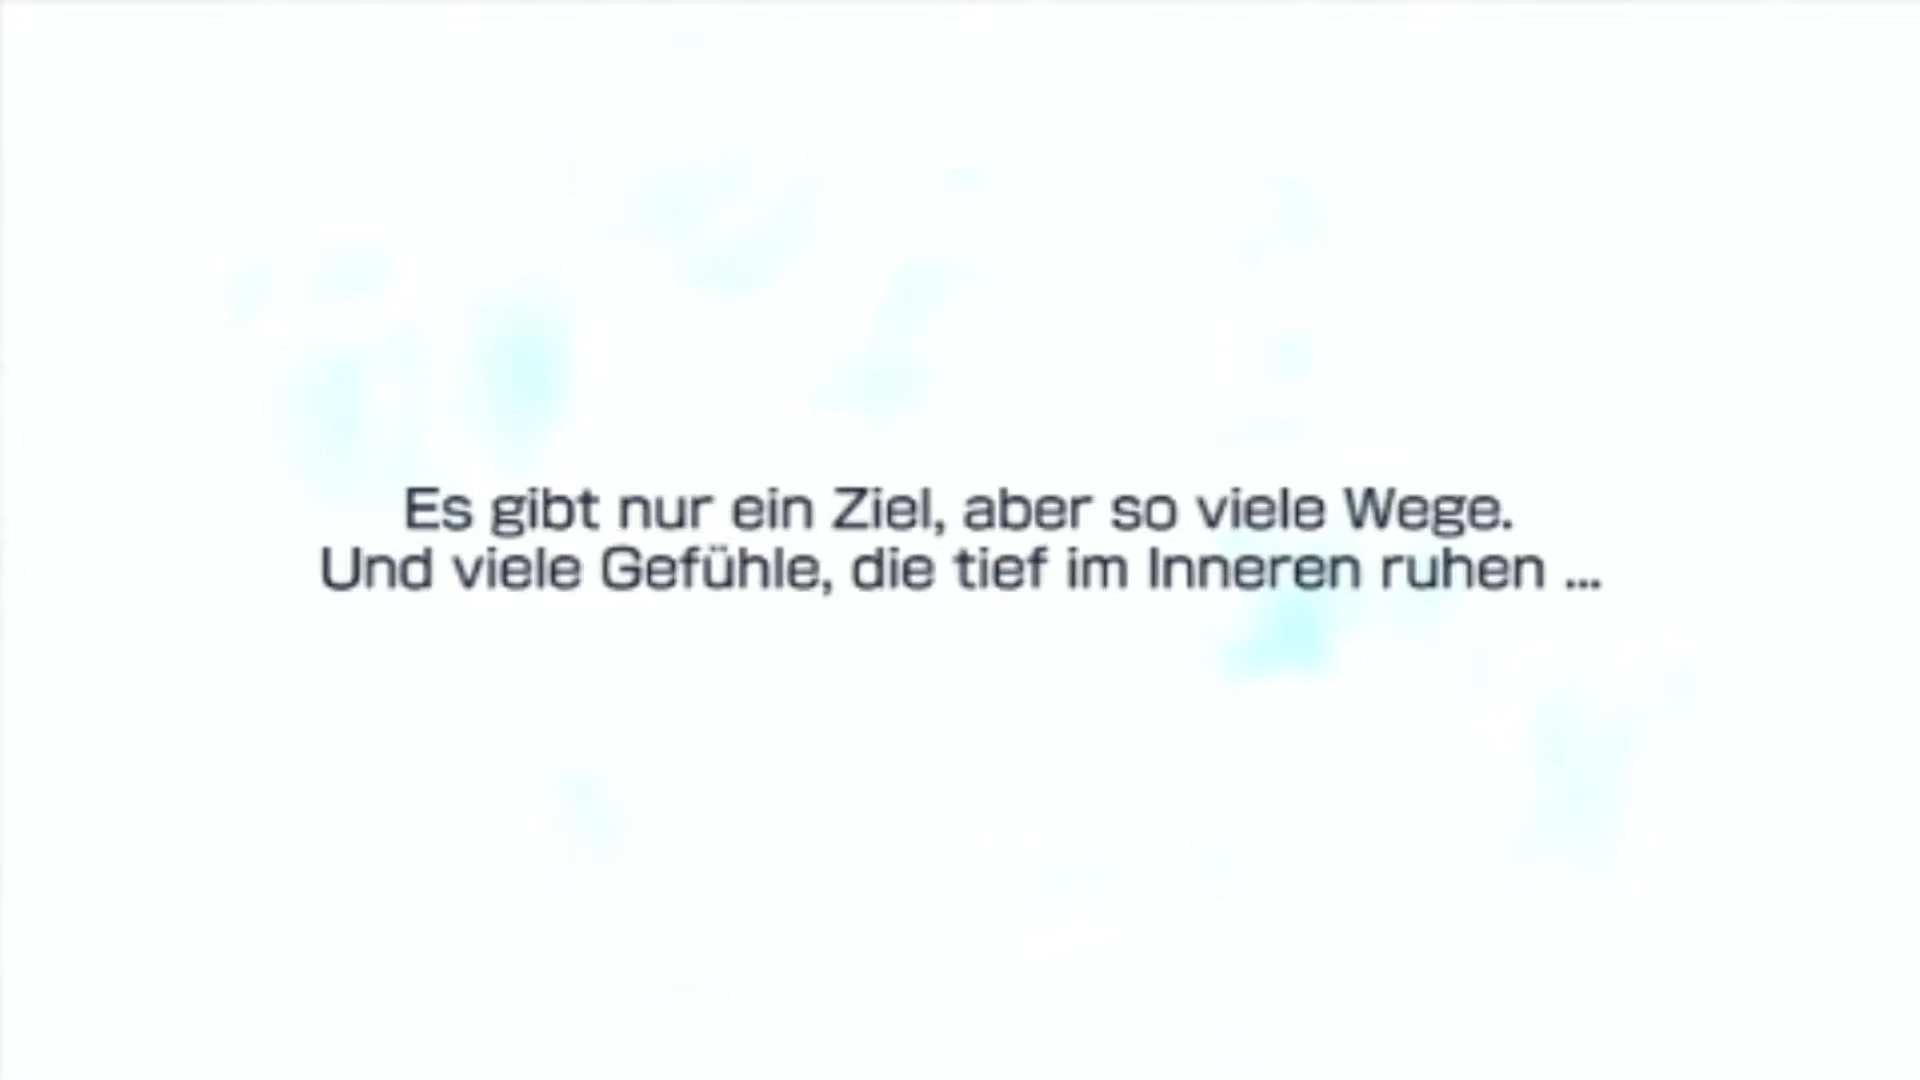 Es gibt nur ein Ziel, aber so viele Wege.
Und viele Gefühle, die tief im Inneren ruhen ...